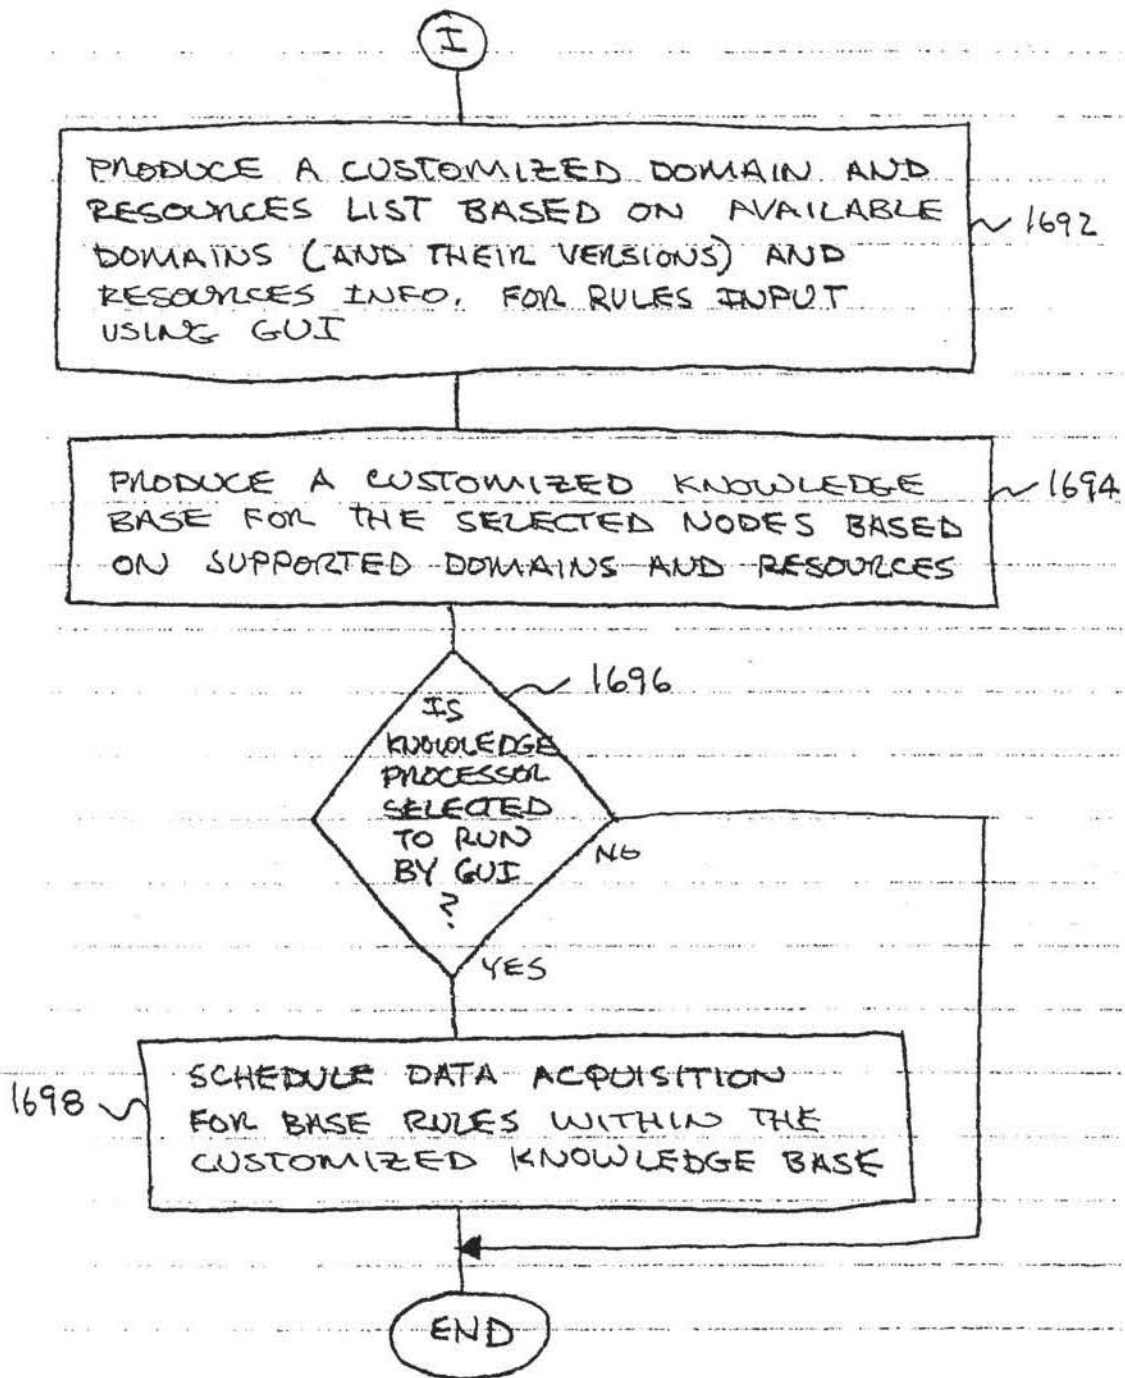 I
PRODUCE A CUSTOMIZED DOMAIN AND
RESOURCES LIST BASED ON AVAILABLE
DOMAINS (AND THEIR VERSIONS) AND
RESOURCES INFO. FOR RULES INPUT
USING GUI
1692
PRODUCE A CUSTOMIZED KNOWLEDGE
BASE FOR THE SELECTED NODES BASED
ON SUPPORTED DOMAINS AND RESOURCES
1694
1696
IS
KNOWLEDGE
PROCESSOR
SELECTED
TO RUN
BY GUI
?
NO
YES
1698
SCHEDULE DATA ACQUISITION
FOR BASE RULES WITHIN THE
CUSTOMIZED KNOWLEDGE BASE
END